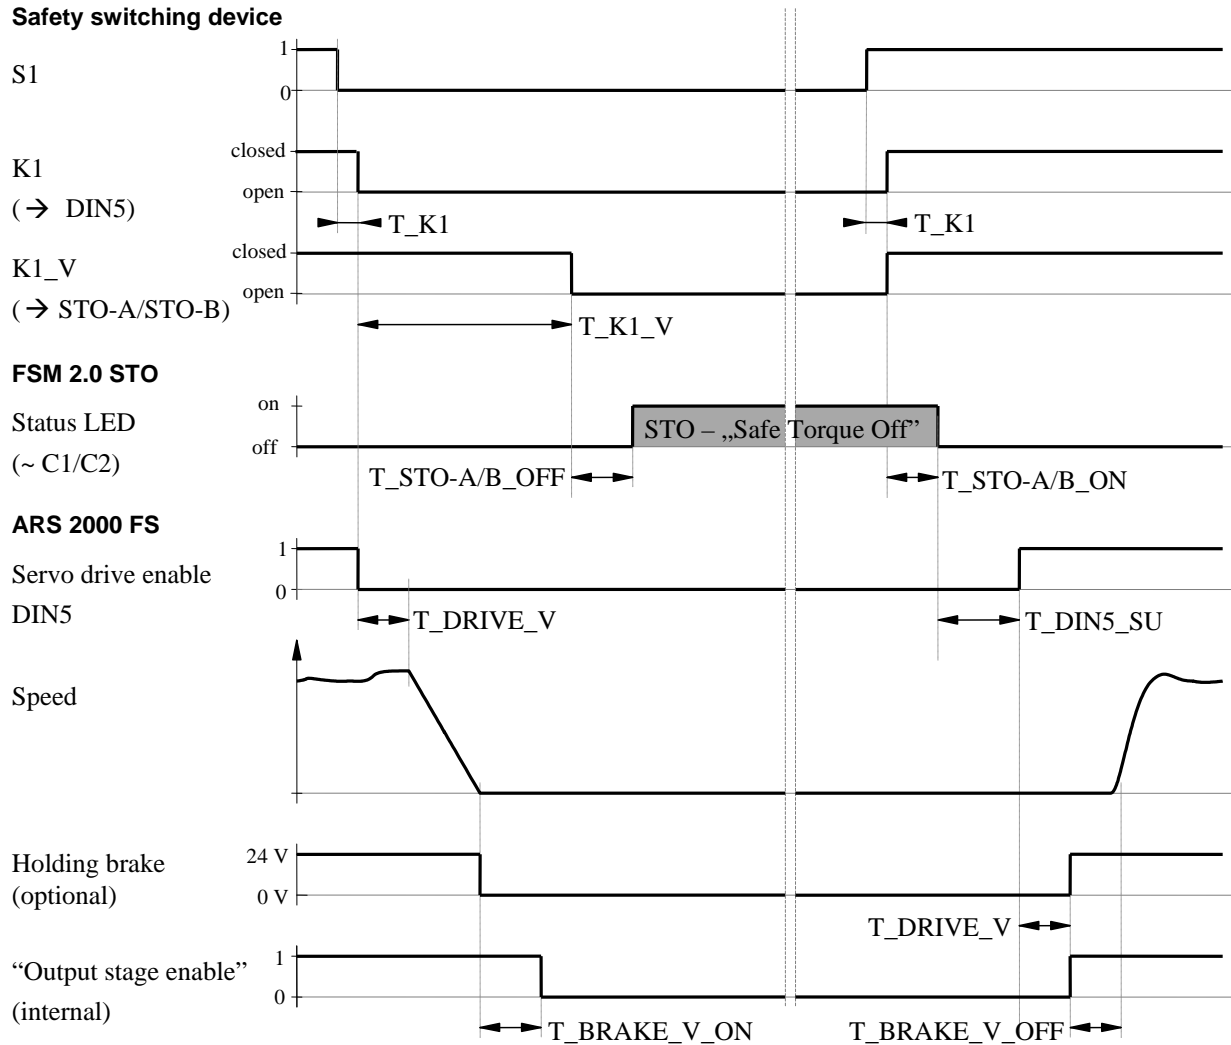 Safety switching device
S1
1
0
K1
(→ DIN5)
closed
open
T_K1
T_K1
K1_V
(→ STO-A/STO-B)
closed
open
T_K1_V
FSM 2.0 STO
Status LED
(~ C1/C2)
on
off
STO – „Safe Torque Off”
T_STO-A/B_OFF
T_STO-A/B_ON
ARS 2000 FS
Servo drive enable
DIN5
1
0
T_DRIVE_V
T_DIN5_SU
Speed
Holding brake
(optional)
24 V
0 V
T_DRIVE_V
“Output stage enable”
(internal)
1
0
T_BRAKE_V_ON
T_BRAKE_V_OFF